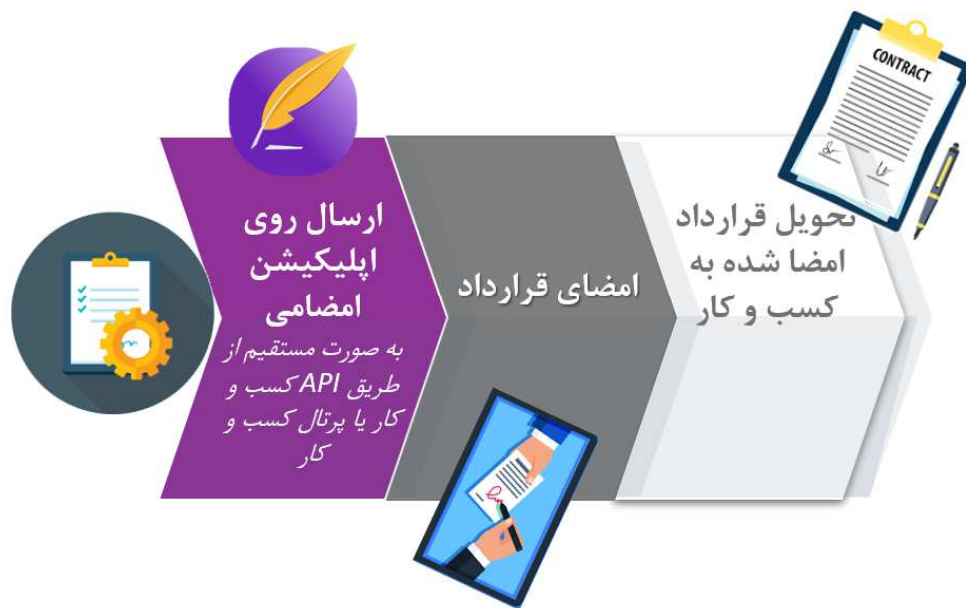 ارسال روی
اپلیکیشن
امضامی
به صورت مستقیم از
طریق API کسب و
کار یا پرتال کسب و
کار
امضای قرارداد
تحویل قرارداد
امضا شده به
کسب و کار
CONTRACT